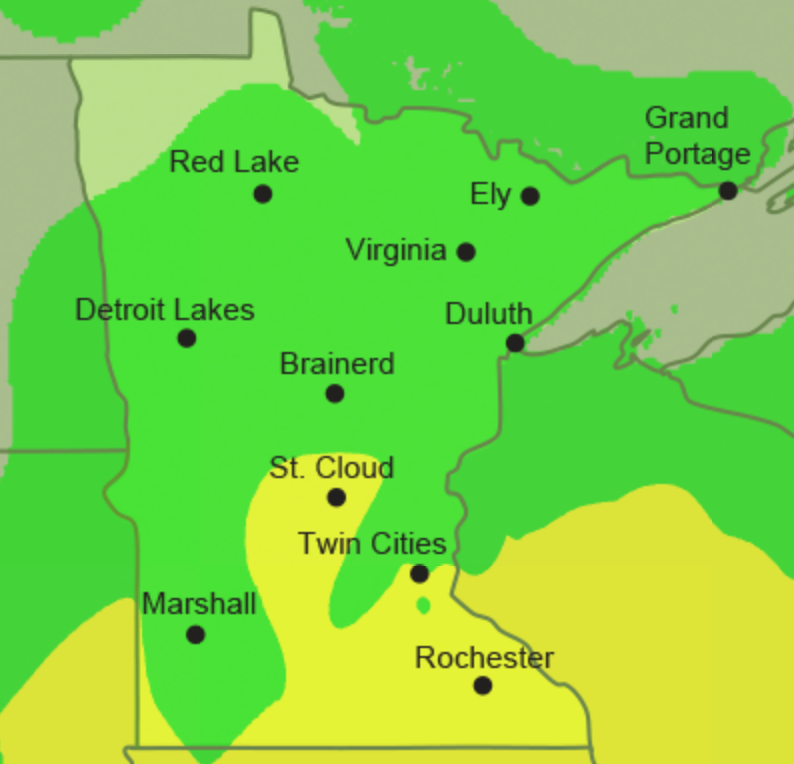 Grand
Portage
Red Lake
Ely
Virginia
Detroit Lakes
Duluth
Brainerd
St. Cloud
Twin Cities
Marshall
Rochester